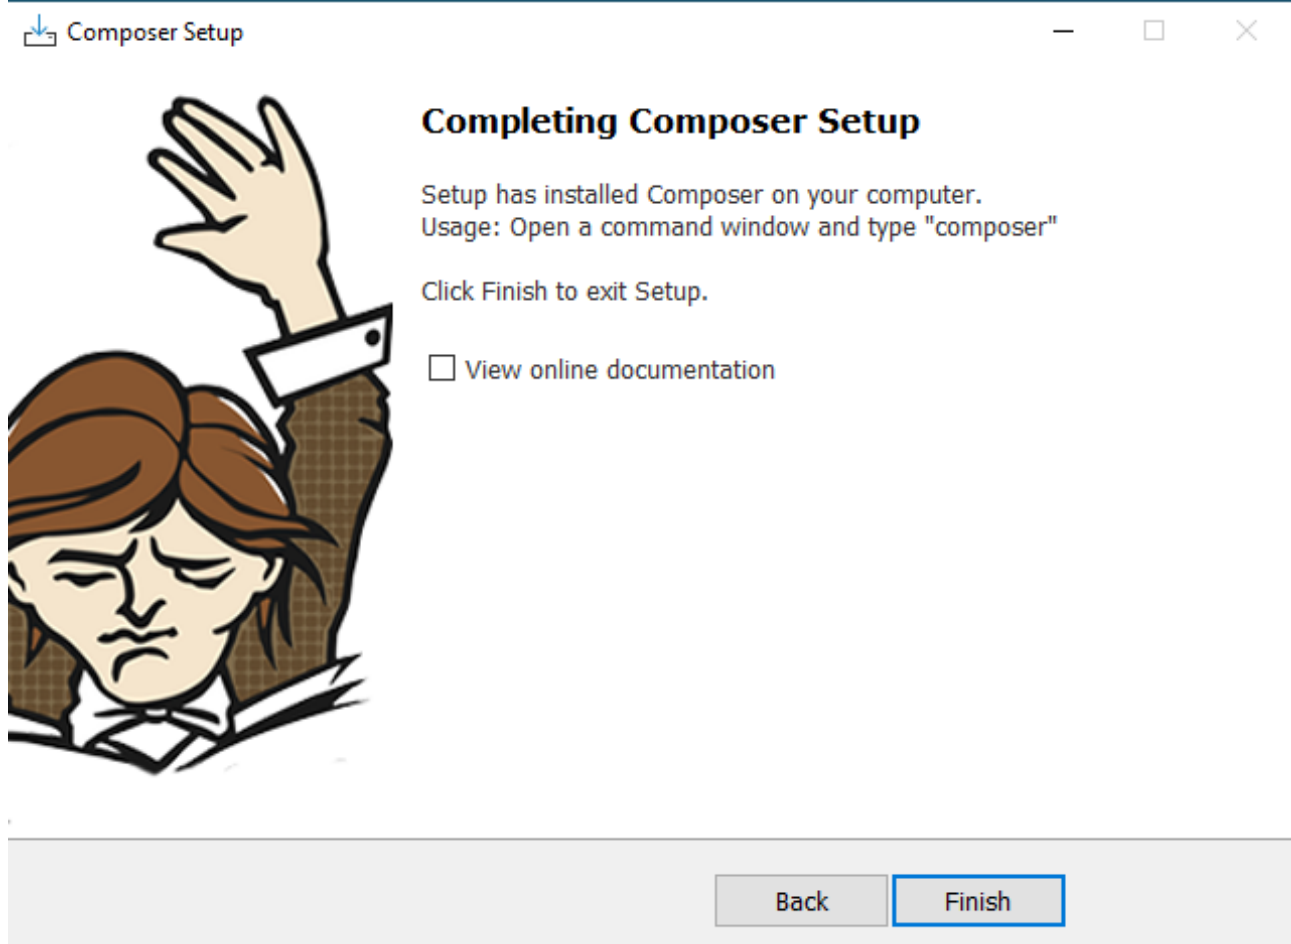 Composer Setup
Completing Composer Setup
Setup has installed Composer on your computer.
Usage: Open a command window and type "composer"
Click Finish to exit Setup.
View online documentation
Back
Finish